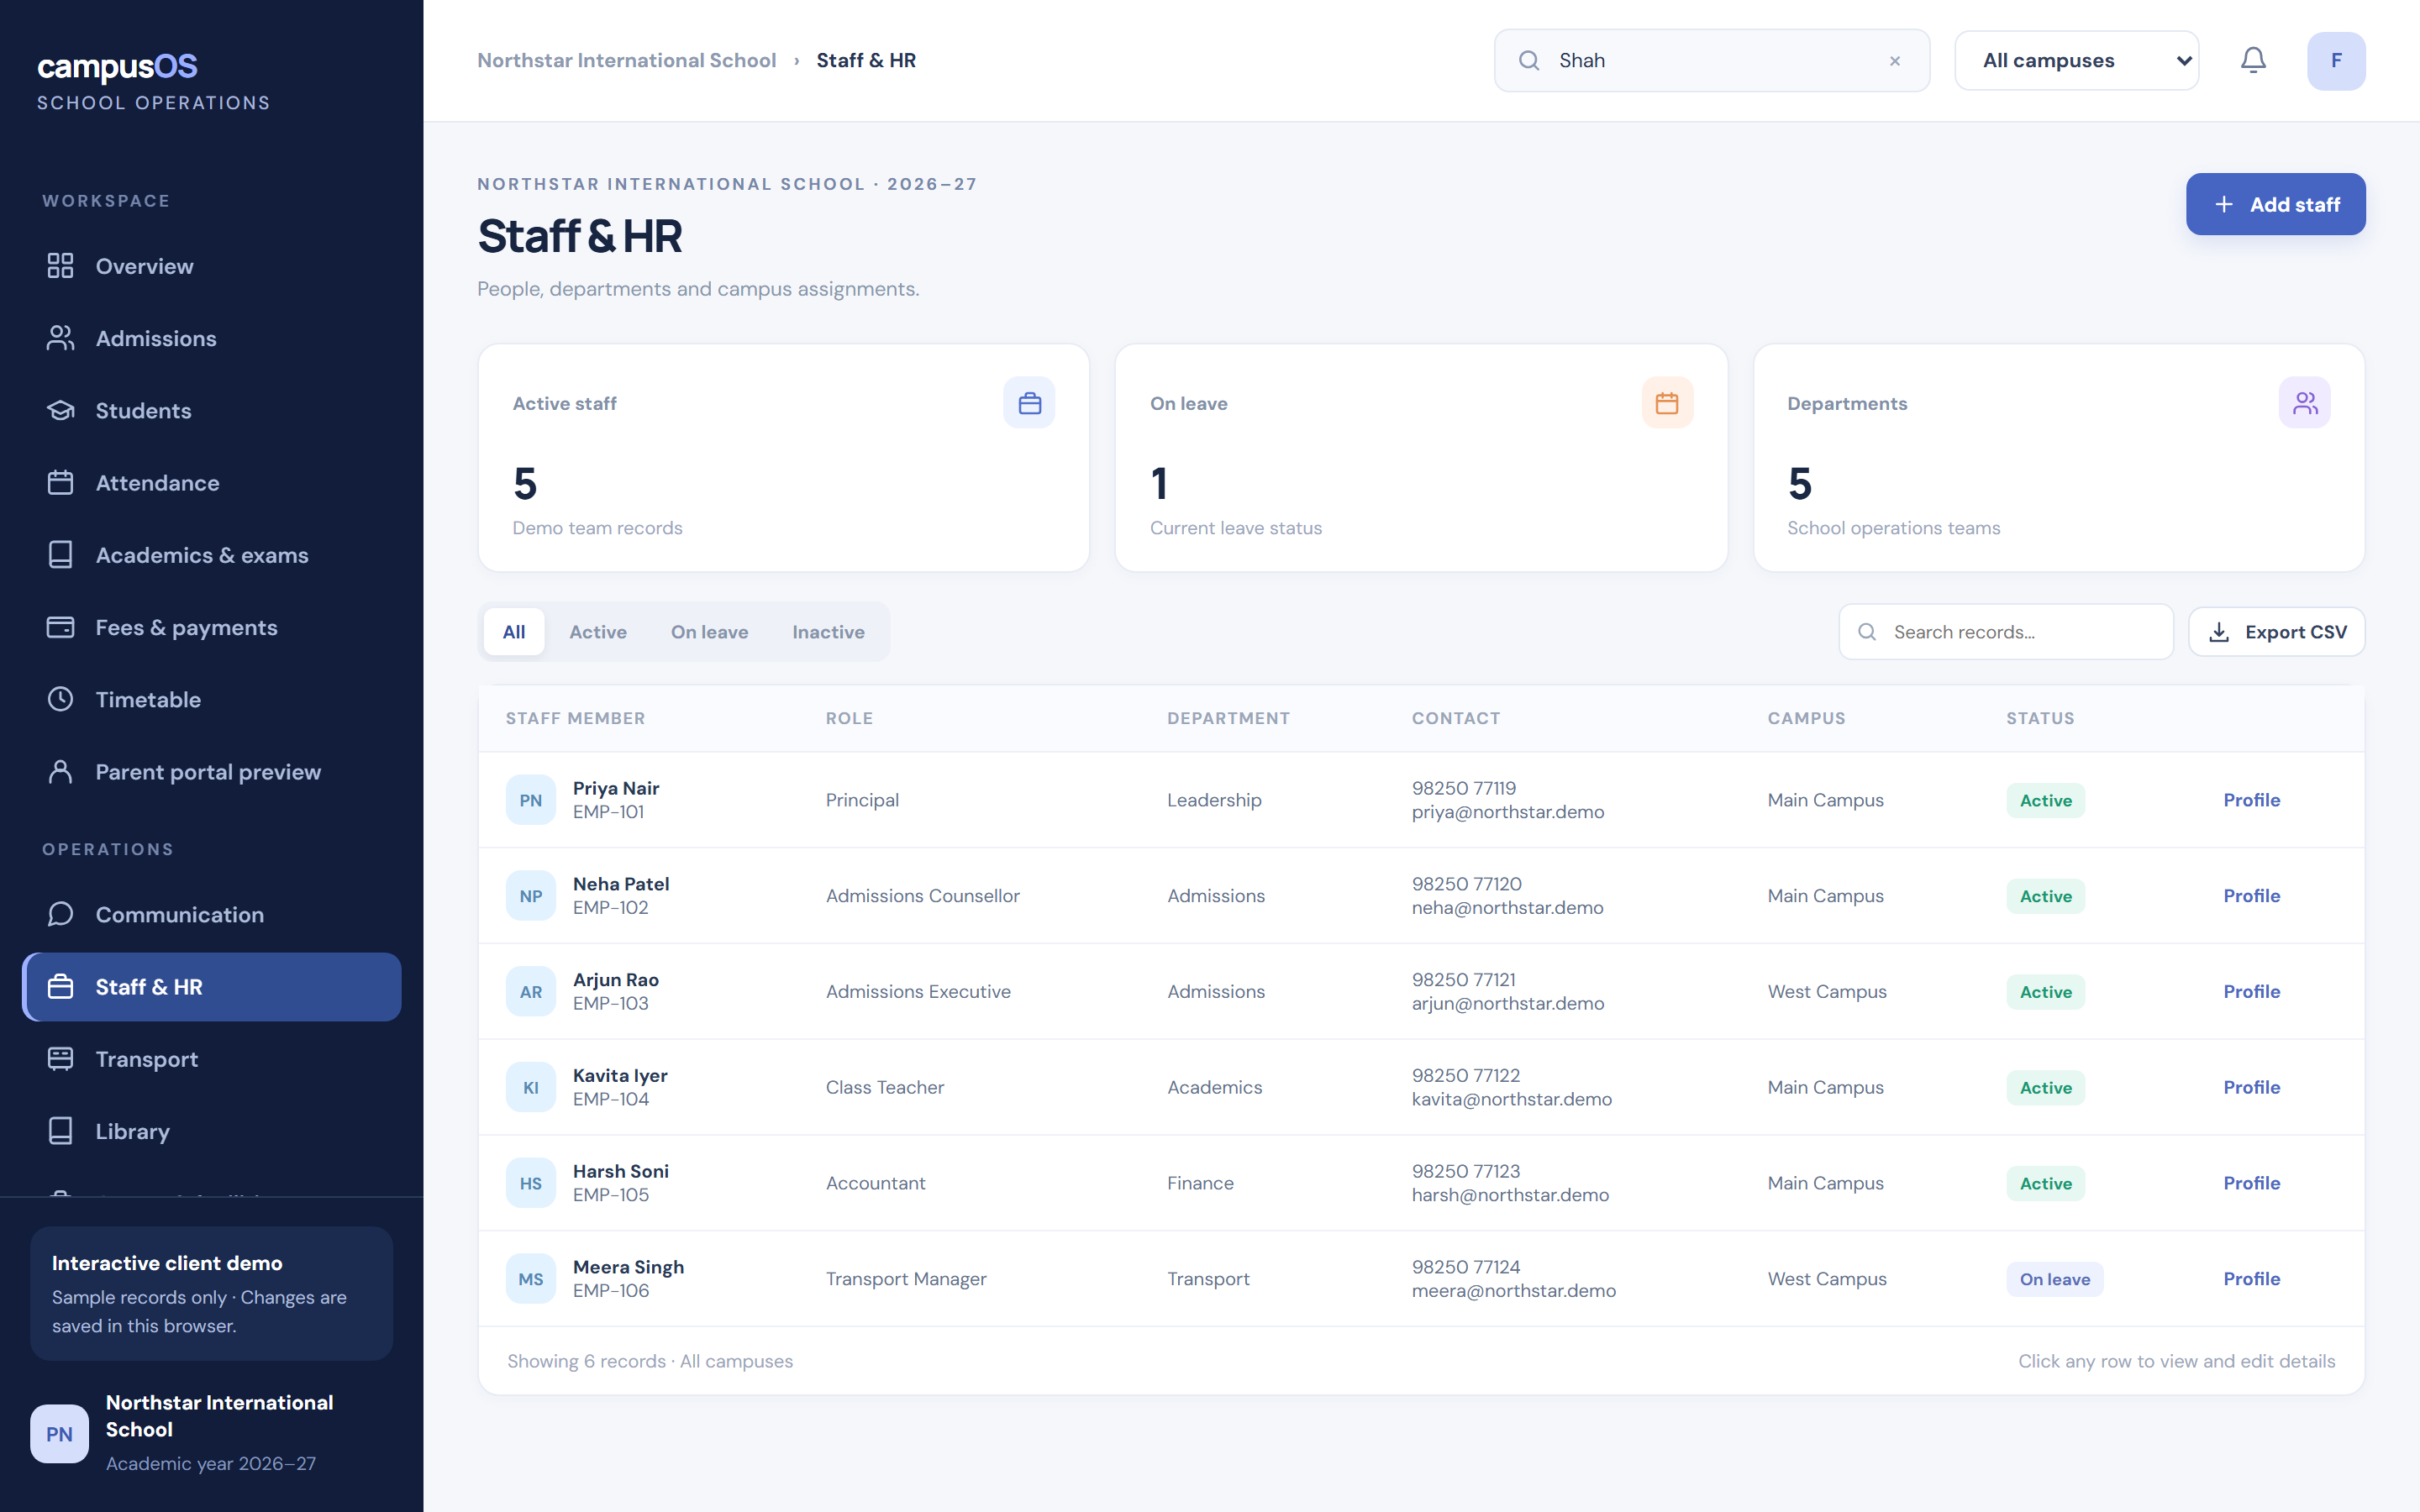 campusOS
SCHOOL OPERATIONS
WORKSPACE
Overview
Admissions
Students
Attendance
Academics & exams
Fees & payments
Timetable
Parent portal preview
OPERATIONS
Communication
Staff & HR
Transport
Library
Interactive client demo
Sample records only · Changes are
saved in this browser.
PN
Northstar International
School
Academic year 2026–27
Northstar International School › Staff & HR
Shah ×
All campuses
F
NORTHSTAR INTERNATIONAL SCHOOL · 2026–27
Staff & HR
People, departments and campus assignments.
+ Add staff
Active staff
5
Demo team records
On leave
1
Current leave status
Departments
5
School operations teams
All Active On leave Inactive
Search records...
Export CSV
STAFF MEMBER ROLE DEPARTMENT CONTACT CAMPUS STATUS
PN Priya Nair EMP-101 Principal Leadership 98250 77119 priya@northstar.demo Main Campus Active Profile
NP Neha Patel EMP-102 Admissions Counsellor Admissions 98250 77120 neha@northstar.demo Main Campus Active Profile
AR Arjun Rao EMP-103 Admissions Executive Admissions 98250 77121 arjun@northstar.demo West Campus Active Profile
KI Kavita Iyer EMP-104 Class Teacher Academics 98250 77122 kavita@northstar.demo Main Campus Active Profile
HS Harsh Soni EMP-105 Accountant Finance 98250 77123 harsh@northstar.demo Main Campus Active Profile
MS Meera Singh EMP-106 Transport Manager Transport 98250 77124 meera@northstar.demo West Campus On leave Profile
Showing 6 records · All campuses
Click any row to view and edit details